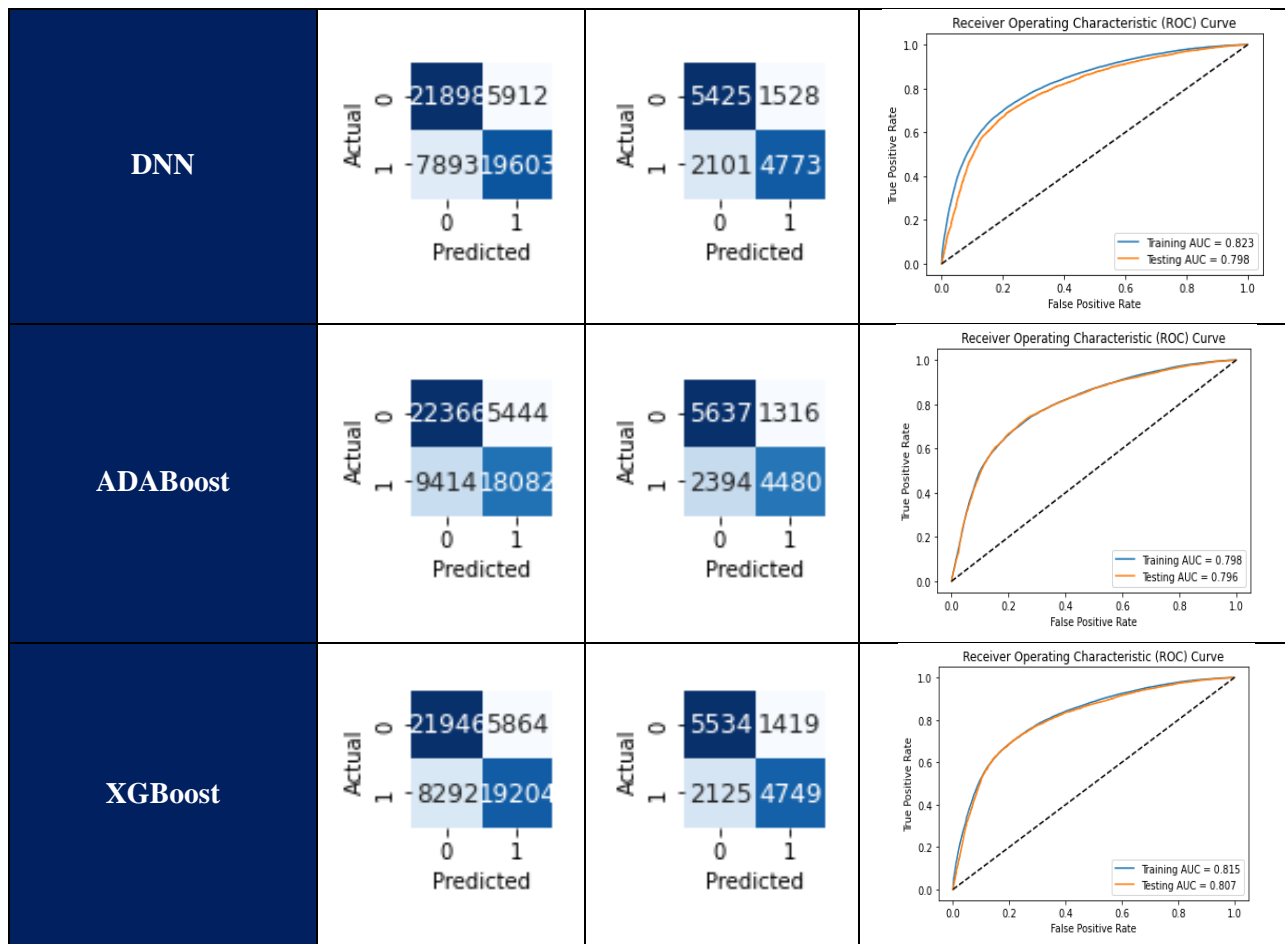 DNN
Actual
0
1
21898 5912
7893 19603
0 1
Predicted
Actual
0
1
5425 1528
2101 4773
0 1
Predicted
Receiver Operating Characteristic (ROC) Curve
True Positive Rate
1.0
0.8
0.6
0.4
0.2
0.0
Training AUC = 0.823
Testing AUC = 0.798
0.0 0.2 0.4 0.6 0.8 1.0
False Positive Rate
ADABoost
Actual
0
1
22366 5444
9414 18082
0 1
Predicted
Actual
0
1
5637 1316
2394 4480
0 1
Predicted
Receiver Operating Characteristic (ROC) Curve
True Positive Rate
1.0
0.8
0.6
0.4
0.2
0.0
Training AUC = 0.798
Testing AUC = 0.796
0.0 0.2 0.4 0.6 0.8 1.0
False Positive Rate
XGBoost
Actual
0
1
21946 5864
8292 19204
0 1
Predicted
Actual
0
1
5534 1419
2125 4749
0 1
Predicted
Receiver Operating Characteristic (ROC) Curve
True Positive Rate
1.0
0.8
0.6
0.4
0.2
0.0
Training AUC = 0.815
Testing AUC = 0.807
0.0 0.2 0.4 0.6 0.8 1.0
False Positive Rate